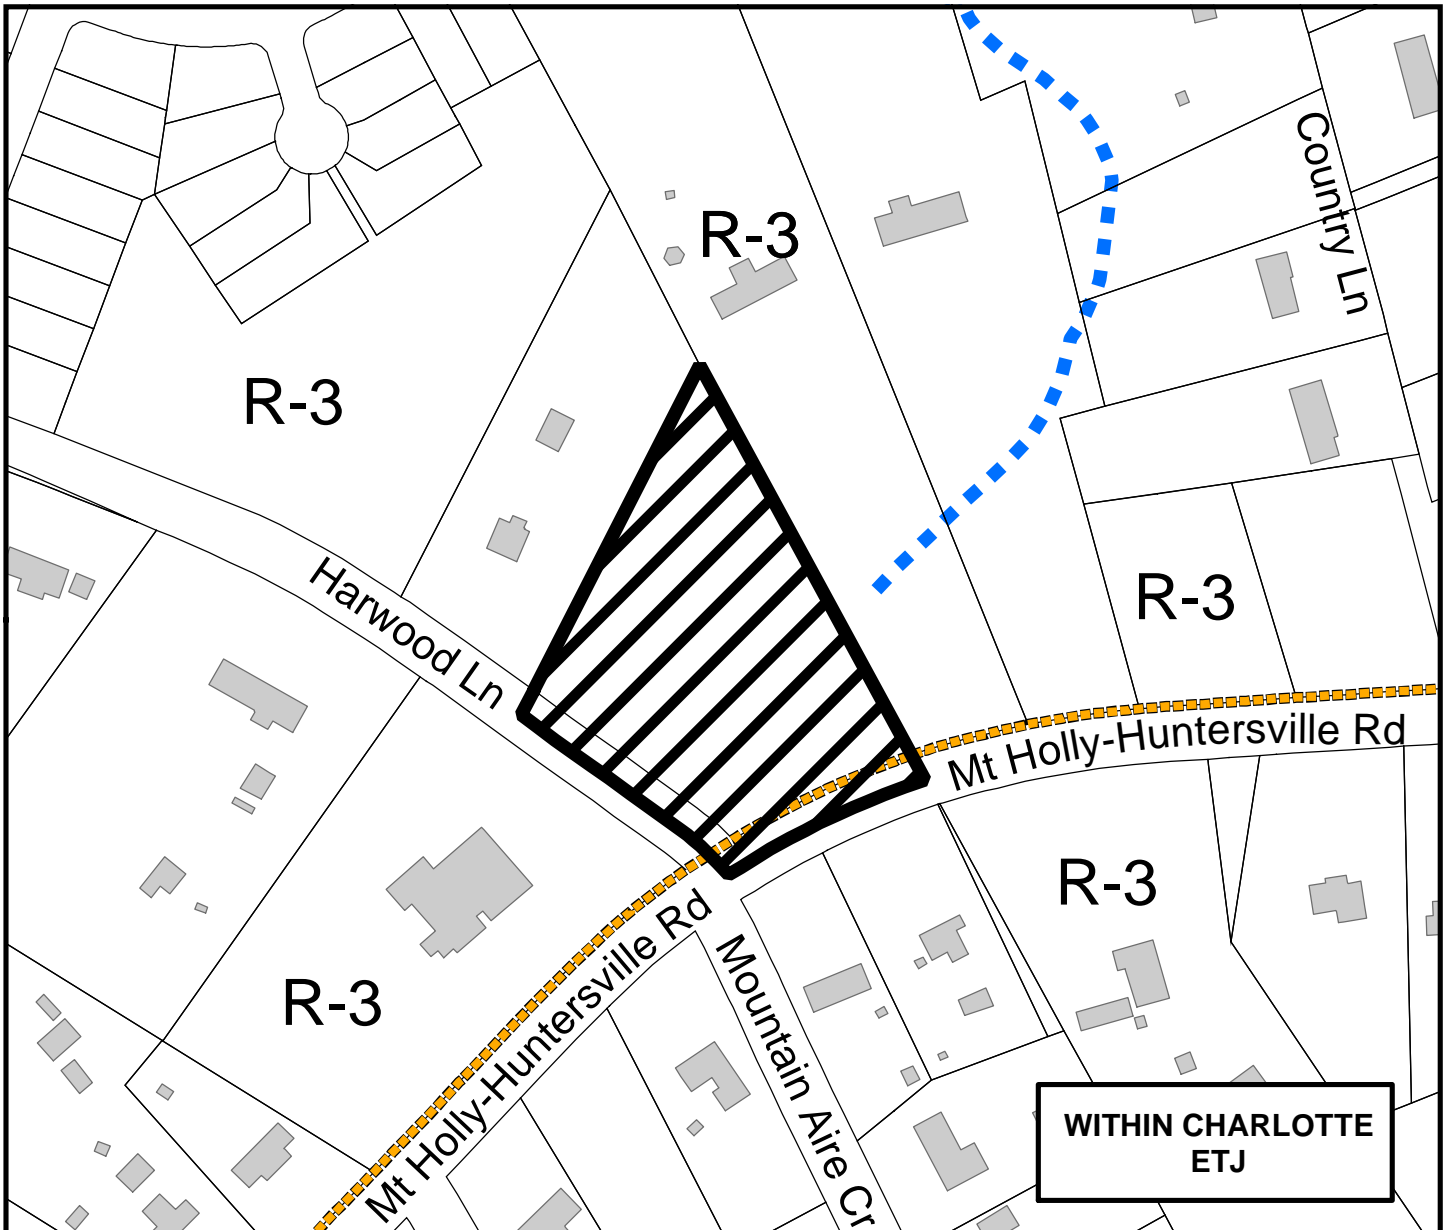 Country Ln
R-3
R-3
R-3
Harwood Ln
Mt Holly-Huntersville Rd
R-3
R-3
Mt Holly-Huntersville Rd
Mountain Aire Cr
WITHIN CHARLOTTE
ETJ